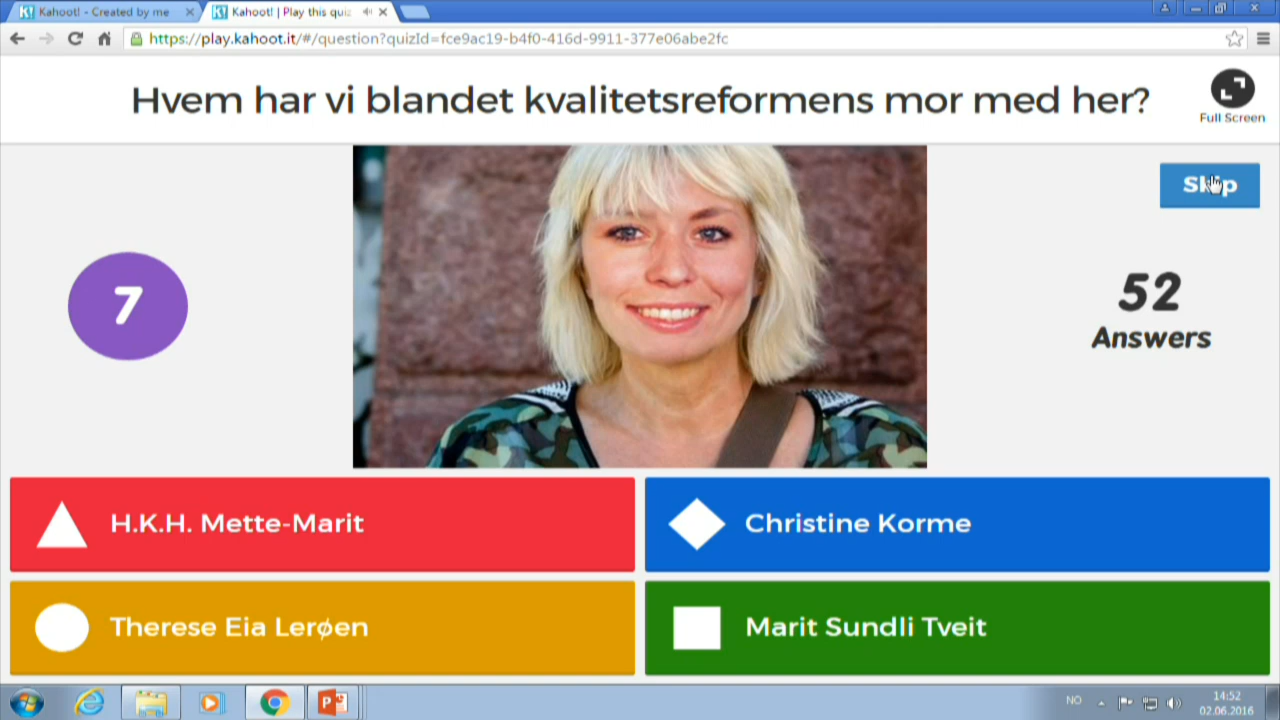 Kahoot! - Created by me
Kahoot! | Play this quiz
https://play.kahoot.it/#/question?quizId=fce9ac19-b4f0-416d-9911-377e06abe2fc
Hvem har vi blandet kvalitetsreformens mor med her?
Full Screen
Skip
7
52
Answers
H.K.H. Mette-Marit
Christine Korme
Therese Eia Lerøen
Marit Sundli Tveit
NO
14:52
02.06.2016